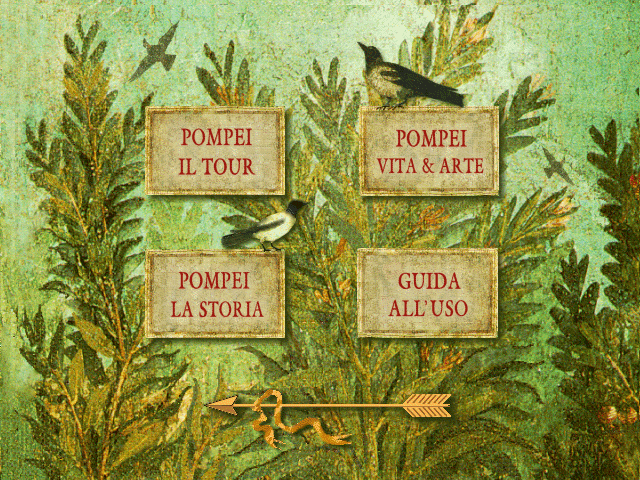 POMPEI
IL TOUR
POMPEI
VITA & ARTE
POMPEI
LA STORIA
GUIDA
ALL'USO